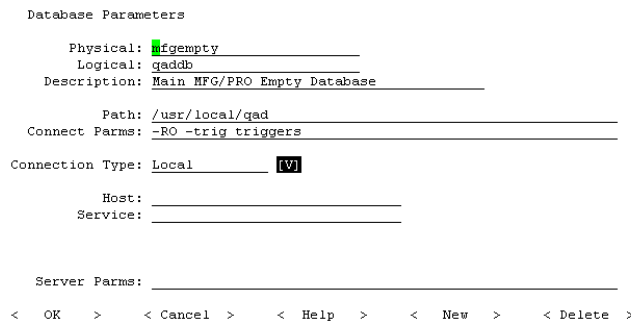 Database Parameters
Physical: mfgempty
Logical: qaddb
Description: Main MFG/PRO Empty Database
Path: /usr/local/qad
Connect Parms: -RO -trig triggers
Connection Type: Local [V]
Host:
Service:
Server Parms:
< OK > < Cancel > < Help > < New > < Delete >